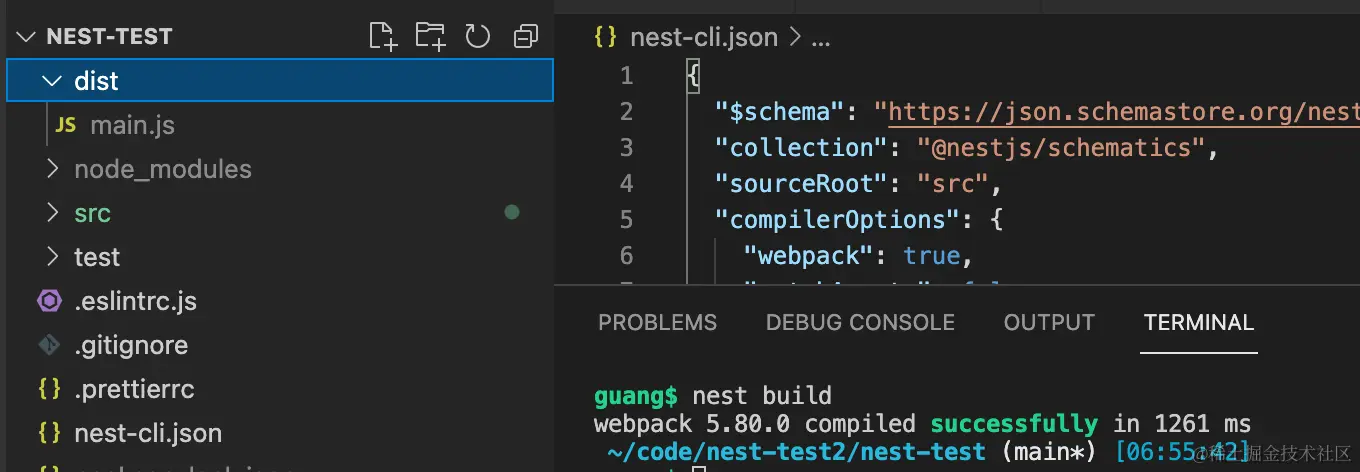 NEST-TEST
dist
JS main.js
node_modules
src
test
.eslintrc.js
.gitignore
{} .prettierrc
{} nest-cli.json
{} nest-cli.json > ...
1 {
2 "$schema": "https://json.schemastore.org/nest
3 "collection": "@nestjs/schematics",
4 "sourceRoot": "src",
5 "compilerOptions": {
6 "webpack": true,
PROBLEMS DEBUG CONSOLE OUTPUT TERMINAL
guang$ nest build
webpack 5.80.0 compiled successfully in 1261 ms
~/code/nest-test2/nest-test (main*) [06:55:42]
@稀土掘金技术社区